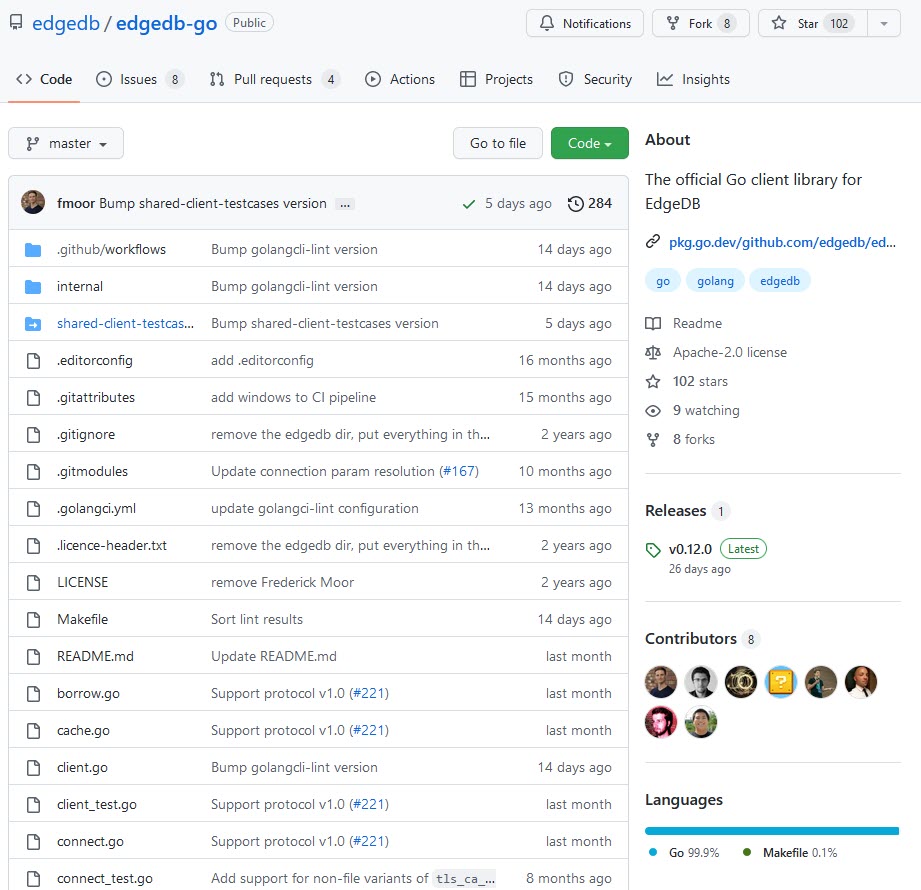 edgedb / edgedb-go Public
Notifications Fork 8 Star 102
Code Issues 8 Pull requests 4 Actions Projects Security Insights
master Go to file Code
fmoor Bump shared-client-testcases version ... 5 days ago 284
.github/workflows Bump golangci-lint version 14 days ago
internal Bump golangci-lint version 14 days ago
shared-client-testcas... Bump shared-client-testcases version 5 days ago
.editorconfig add .editorconfig 16 months ago
.gitattributes add windows to CI pipeline 15 months ago
.gitignore remove the edgedb dir, put everything in th... 2 years ago
.gitmodules Update connection param resolution (#167) 10 months ago
.golangci.yml update golangci-lint configuration 13 months ago
.licence-header.txt remove the edgedb dir, put everything in th... 2 years ago
LICENSE remove Frederick Moor 2 years ago
Makefile Sort lint results 14 days ago
README.md Update README.md last month
borrow.go Support protocol v1.0 (#221) last month
cache.go Support protocol v1.0 (#221) last month
client.go Bump golangcli-lint version 14 days ago
client_test.go Support protocol v1.0 (#221) last month
connect.go Support protocol v1.0 (#221) last month
connect_test.go Add support for non-file variants of tls_ca_... 8 months ago
About
The official Go client library for
EdgeDB
pkg.go.dev/github.com/edgedb/ed...
go golang edgedb
Readme
Apache-2.0 license
102 stars
9 watching
8 forks
Releases 1
v0.12.0 Latest
26 days ago
Contributors 8
Languages
Go 99.9% Makefile 0.1%